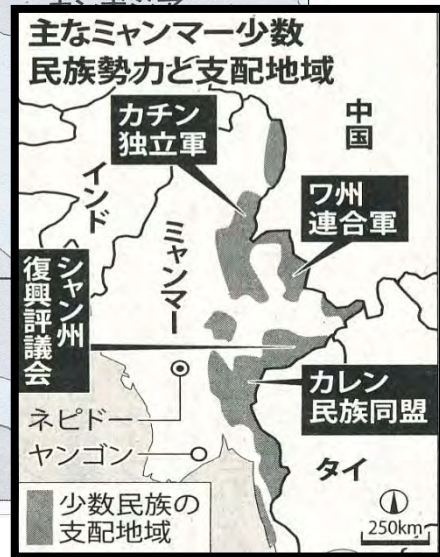 主なミャンマー少数
民族勢力と支配地域
カチン
独立軍
中国
インド
ワ州
連合軍
ミャンマー
シャン州
復興評議会
カレン
民族同盟
ネピドー
ヤンゴン
タイ
少数民族の
支配地域
250km